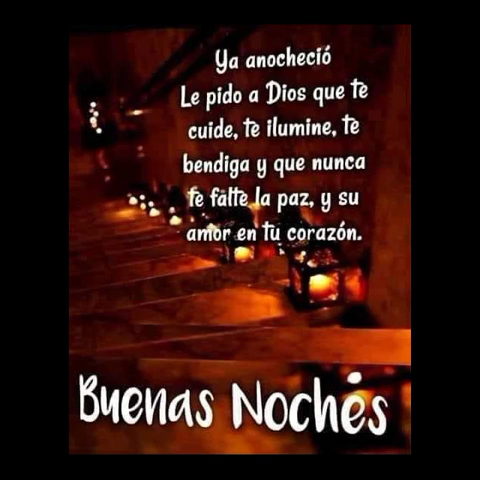 Ya anocheció
Le pido a Dios que te
cuide, te ilumine, te
bendiga y que nunca
te falte la paz, y su
amor en tu corazón.
Buenas Noches